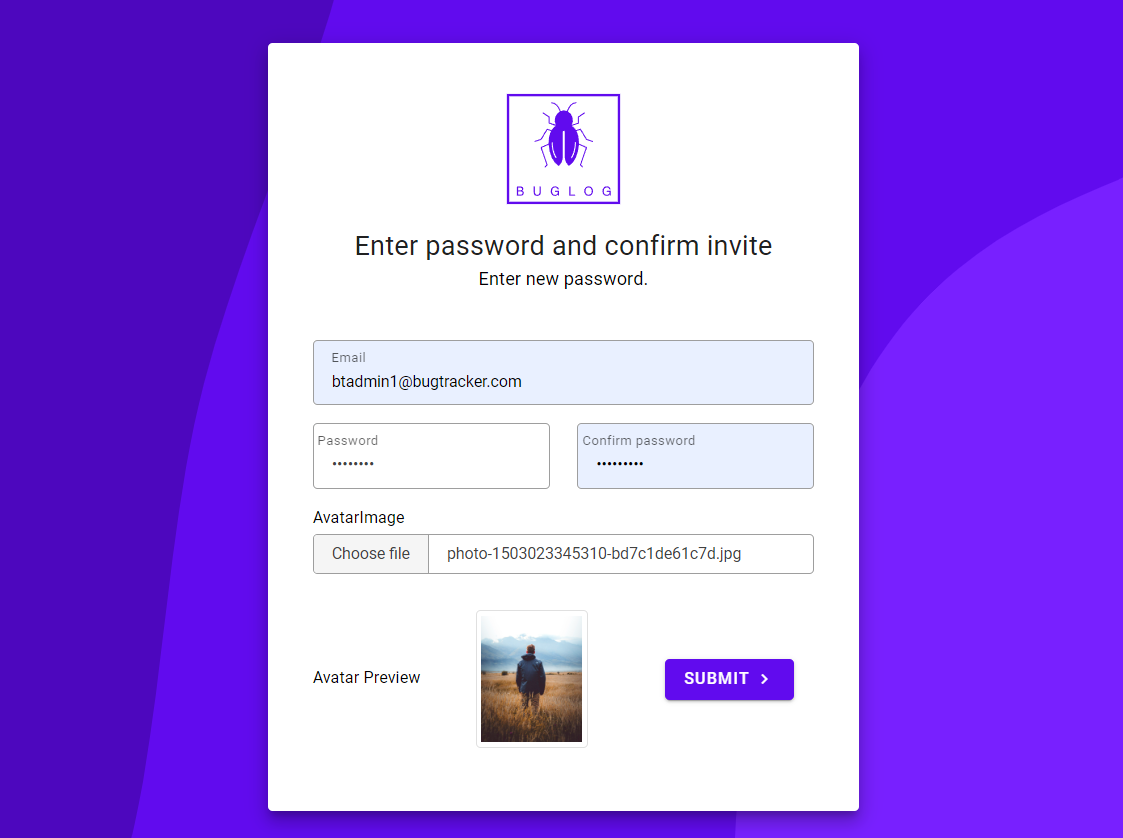 BUGLOG
Enter password and confirm invite
Enter new password.
Email
btadmin1@bugtracker.com
Password Confirm password
•••••••• •••••••••
AvatarImage
Choose file photo-1503023345310-bd7c1de61c7d.jpg
Avatar Preview SUBMIT